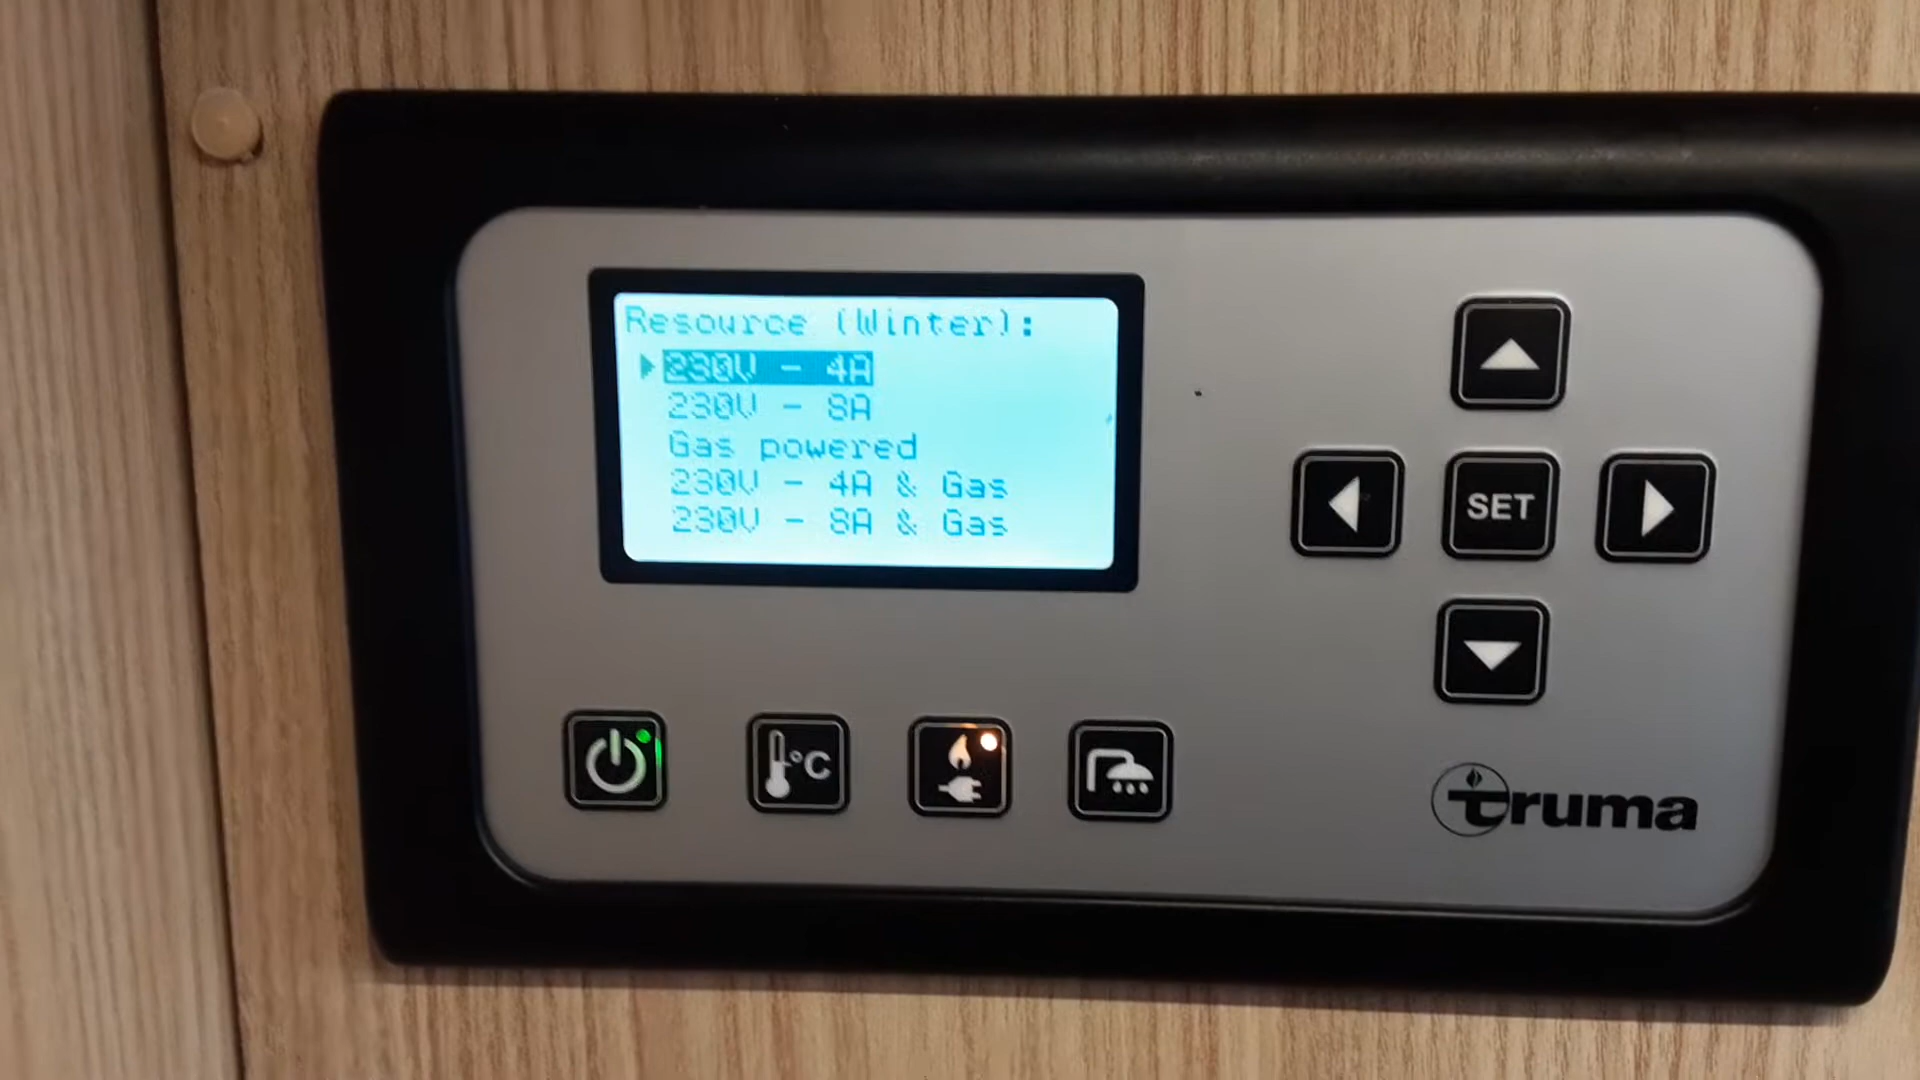 Resource (Winter):
230V - 4A
230V - 8A
Gas powered
230V - 4A & Gas
230V - 8A & Gas
SET
°C
truma